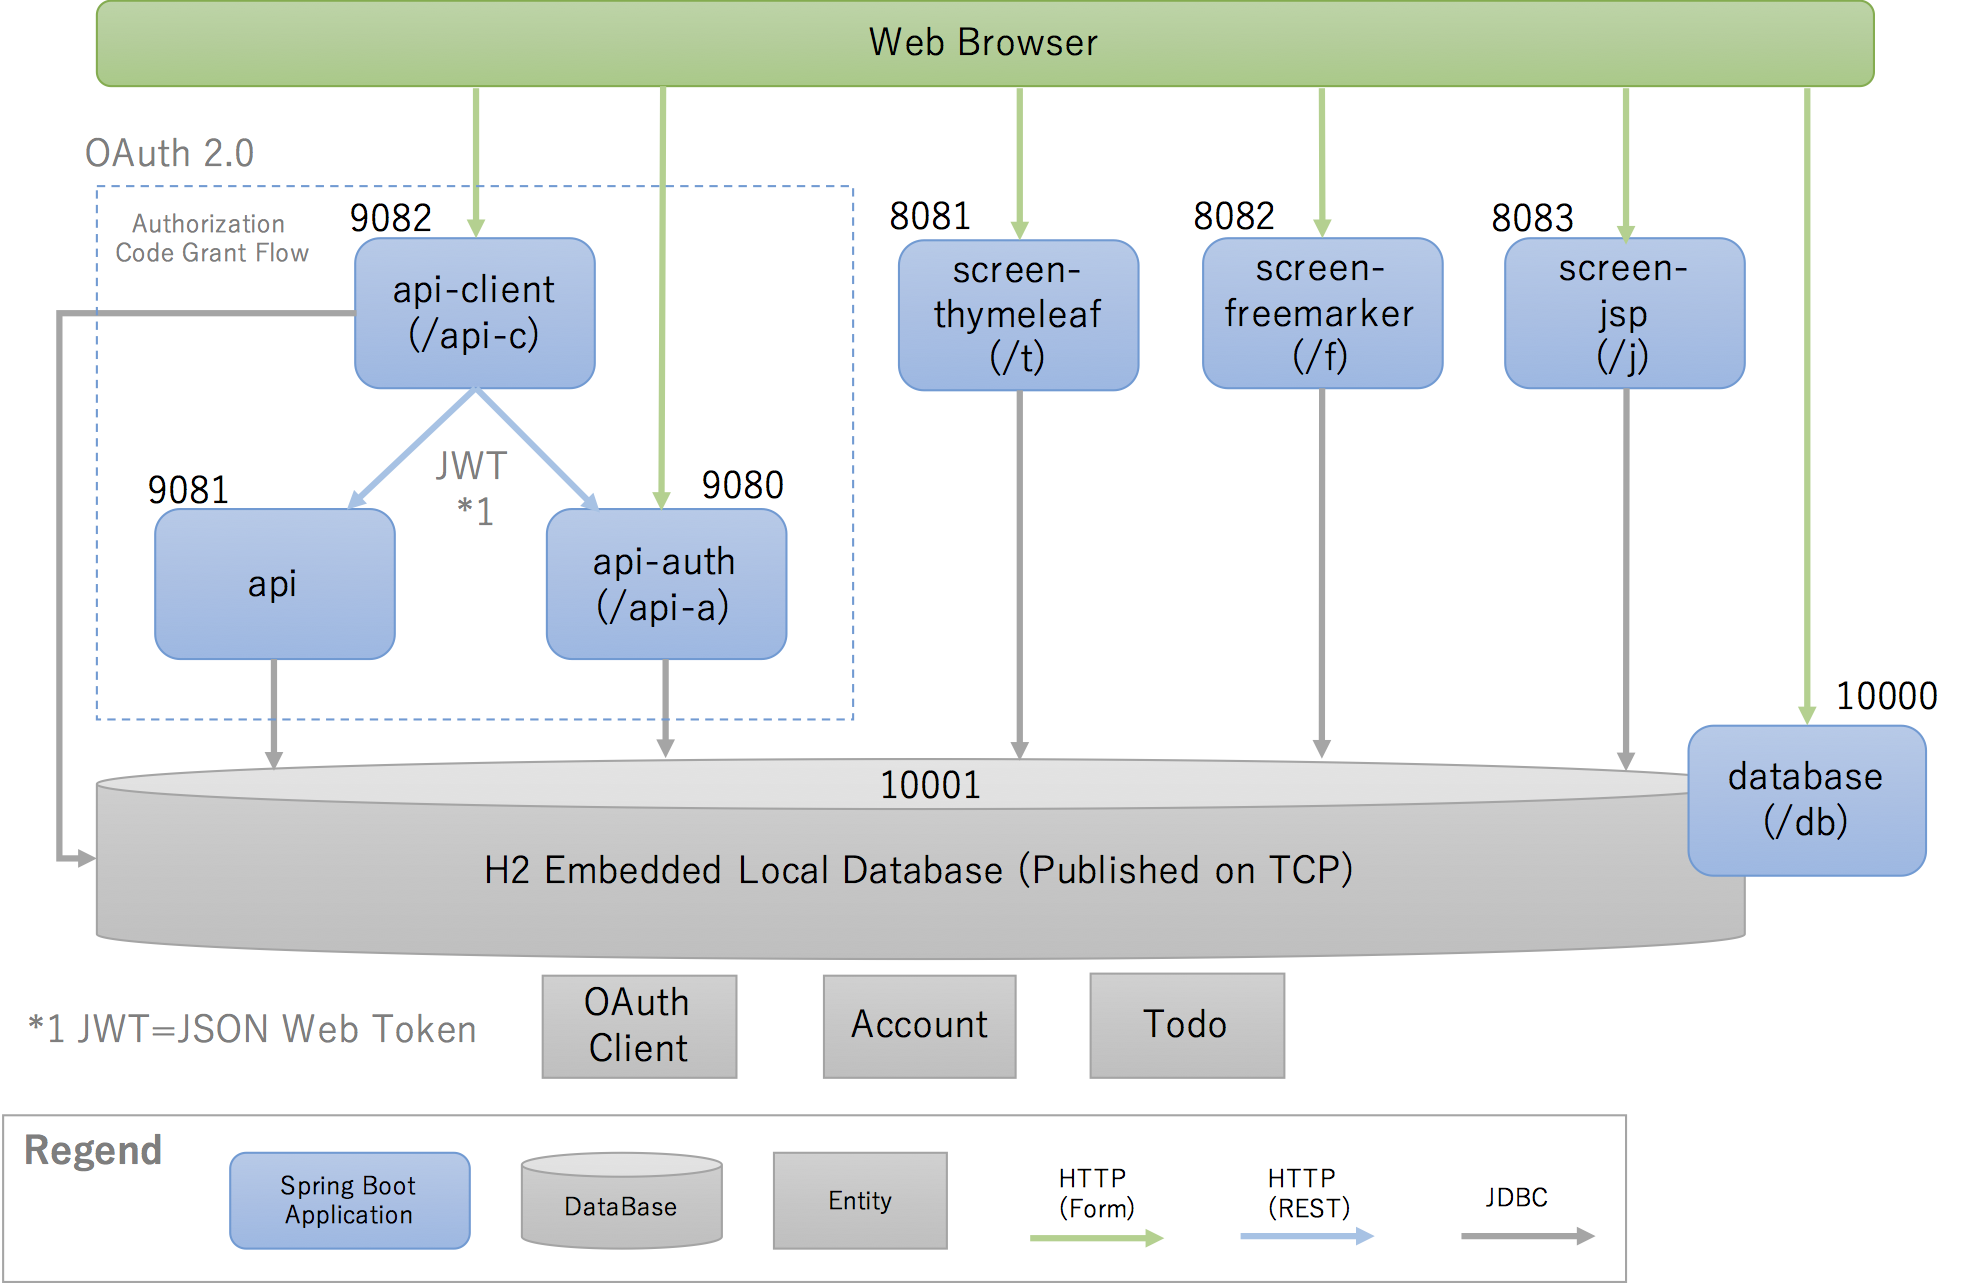 Web Browser
OAuth 2.0
Authorization
Code Grant Flow
9082
api-client
(/api-c)
8081
screen-
thymeleaf
(/t)
8082
screen-
freemarker
(/f)
8083
screen-
jsp
(/j)
JWT
*1
9081
api
9080
api-auth
(/api-a)
10000
database
(/db)
10001
H2 Embedded Local Database (Published on TCP)
*1 JWT=JSON Web Token
OAuth
Client
Account
Todo
Regend
Spring Boot
Application
DataBase
Entity
HTTP
(Form)
HTTP
(REST)
JDBC